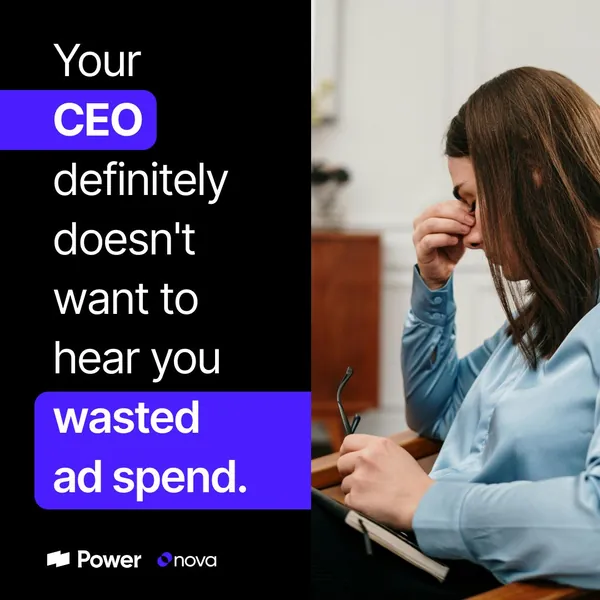 Your
CEO
definitely
doesn't
want to
hear you
wasted
ad spend.
Power nova